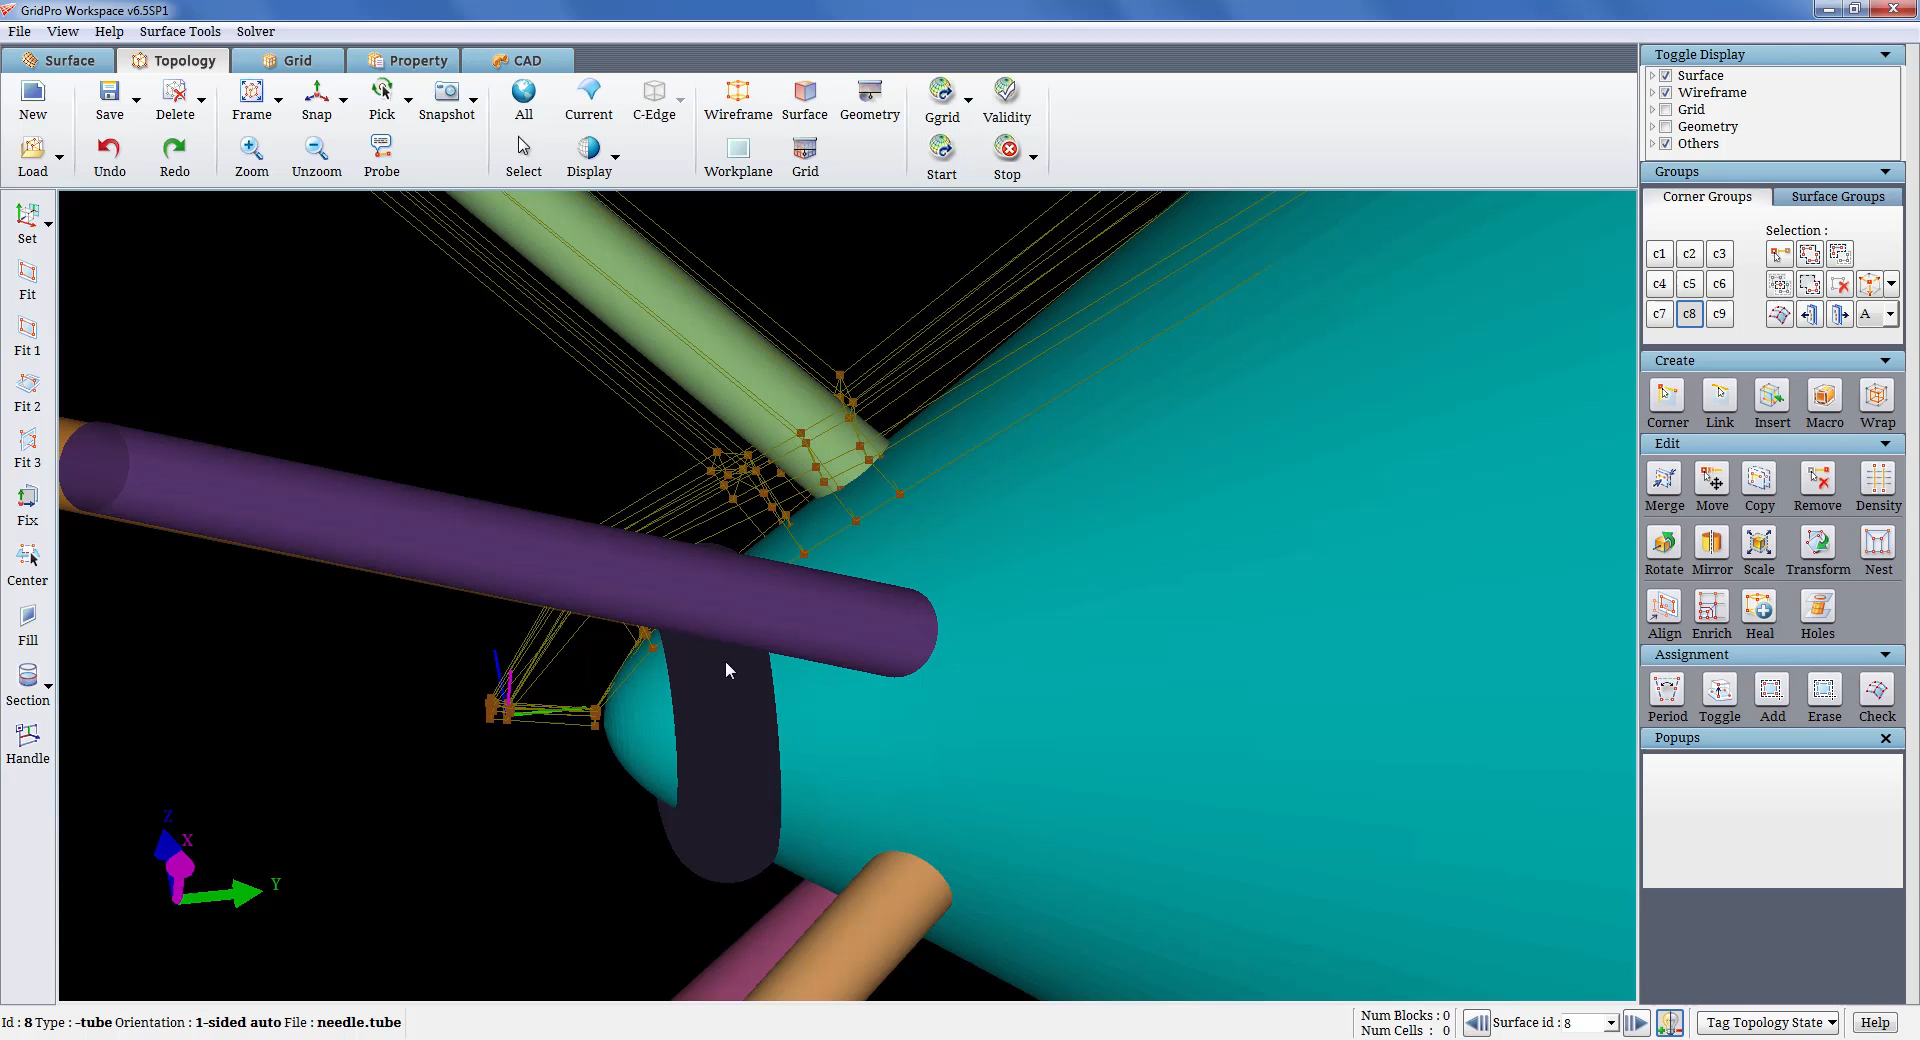 GridPro Workspace v6.5SP1
File View Help Surface Tools Solver
Surface Topology Grid Property CAD
New Save Delete Frame Snap Pick Snapshot All Current C-Edge Wireframe Surface Geometry Ggrid Validity
Load Undo Redo Zoom Unzoom Probe Select Display Workplane Grid Start Stop
Set
Fit
Fit 1
Fit 2
Fit 3
Fix
Center
Fill
Section
Handle
Z
X
Y
Toggle Display
Surface
Wireframe
Grid
Geometry
Others
Groups
Corner Groups Surface Groups
Selection :
c1 c2 c3
c4 c5 c6
c7 c8 c9 A
Create
Corner Link Insert Macro Wrap
Edit
Merge Move Copy Remove Density
Rotate Mirror Scale Transform Nest
Align Enrich Heal Holes
Assignment
Period Toggle Add Erase Check
Popups
Id : 8 Type : -tube Orientation : 1-sided auto File : needle.tube
Num Blocks : 0
Num Cells : 0
Surface id : 8
Tag Topology State
Help